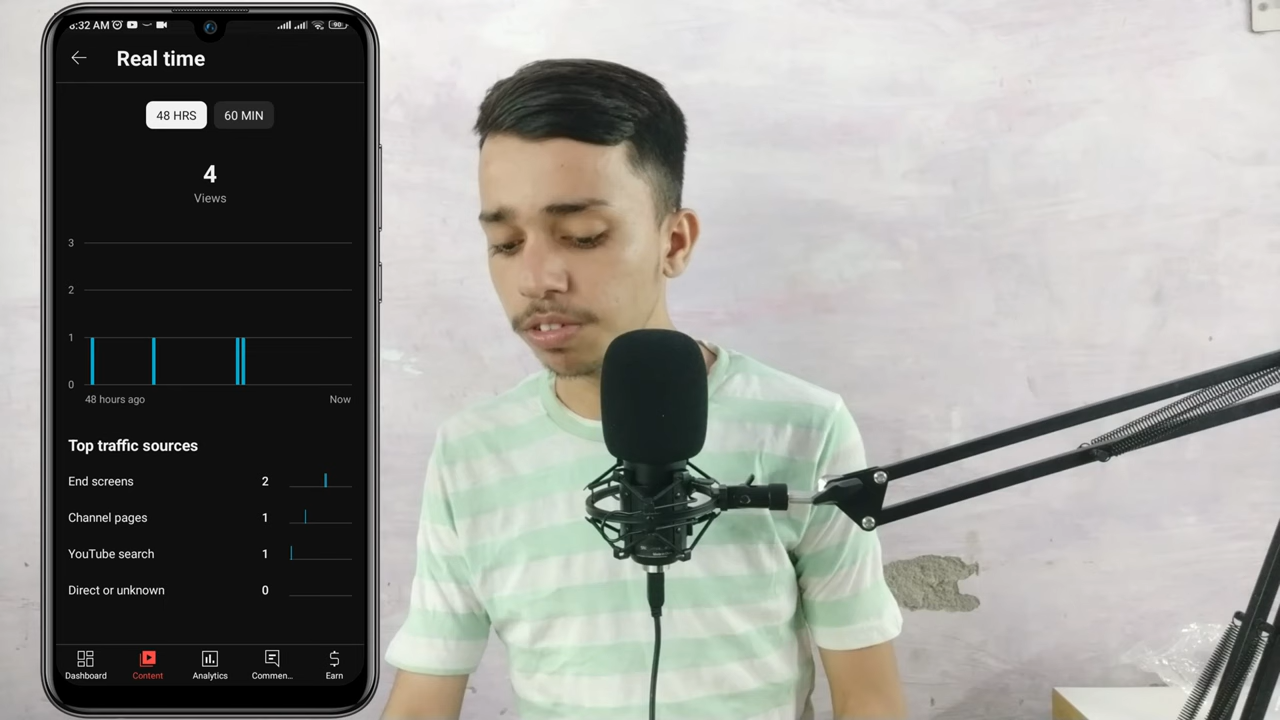 8:32 AM
90
Real time
48 HRS 60 MIN
4
Views
3
2
1
0
48 hours ago Now
Top traffic sources
End screens 2
Channel pages 1
YouTube search 1
Direct or unknown 0
Dashboard Content Analytics Commen... Earn